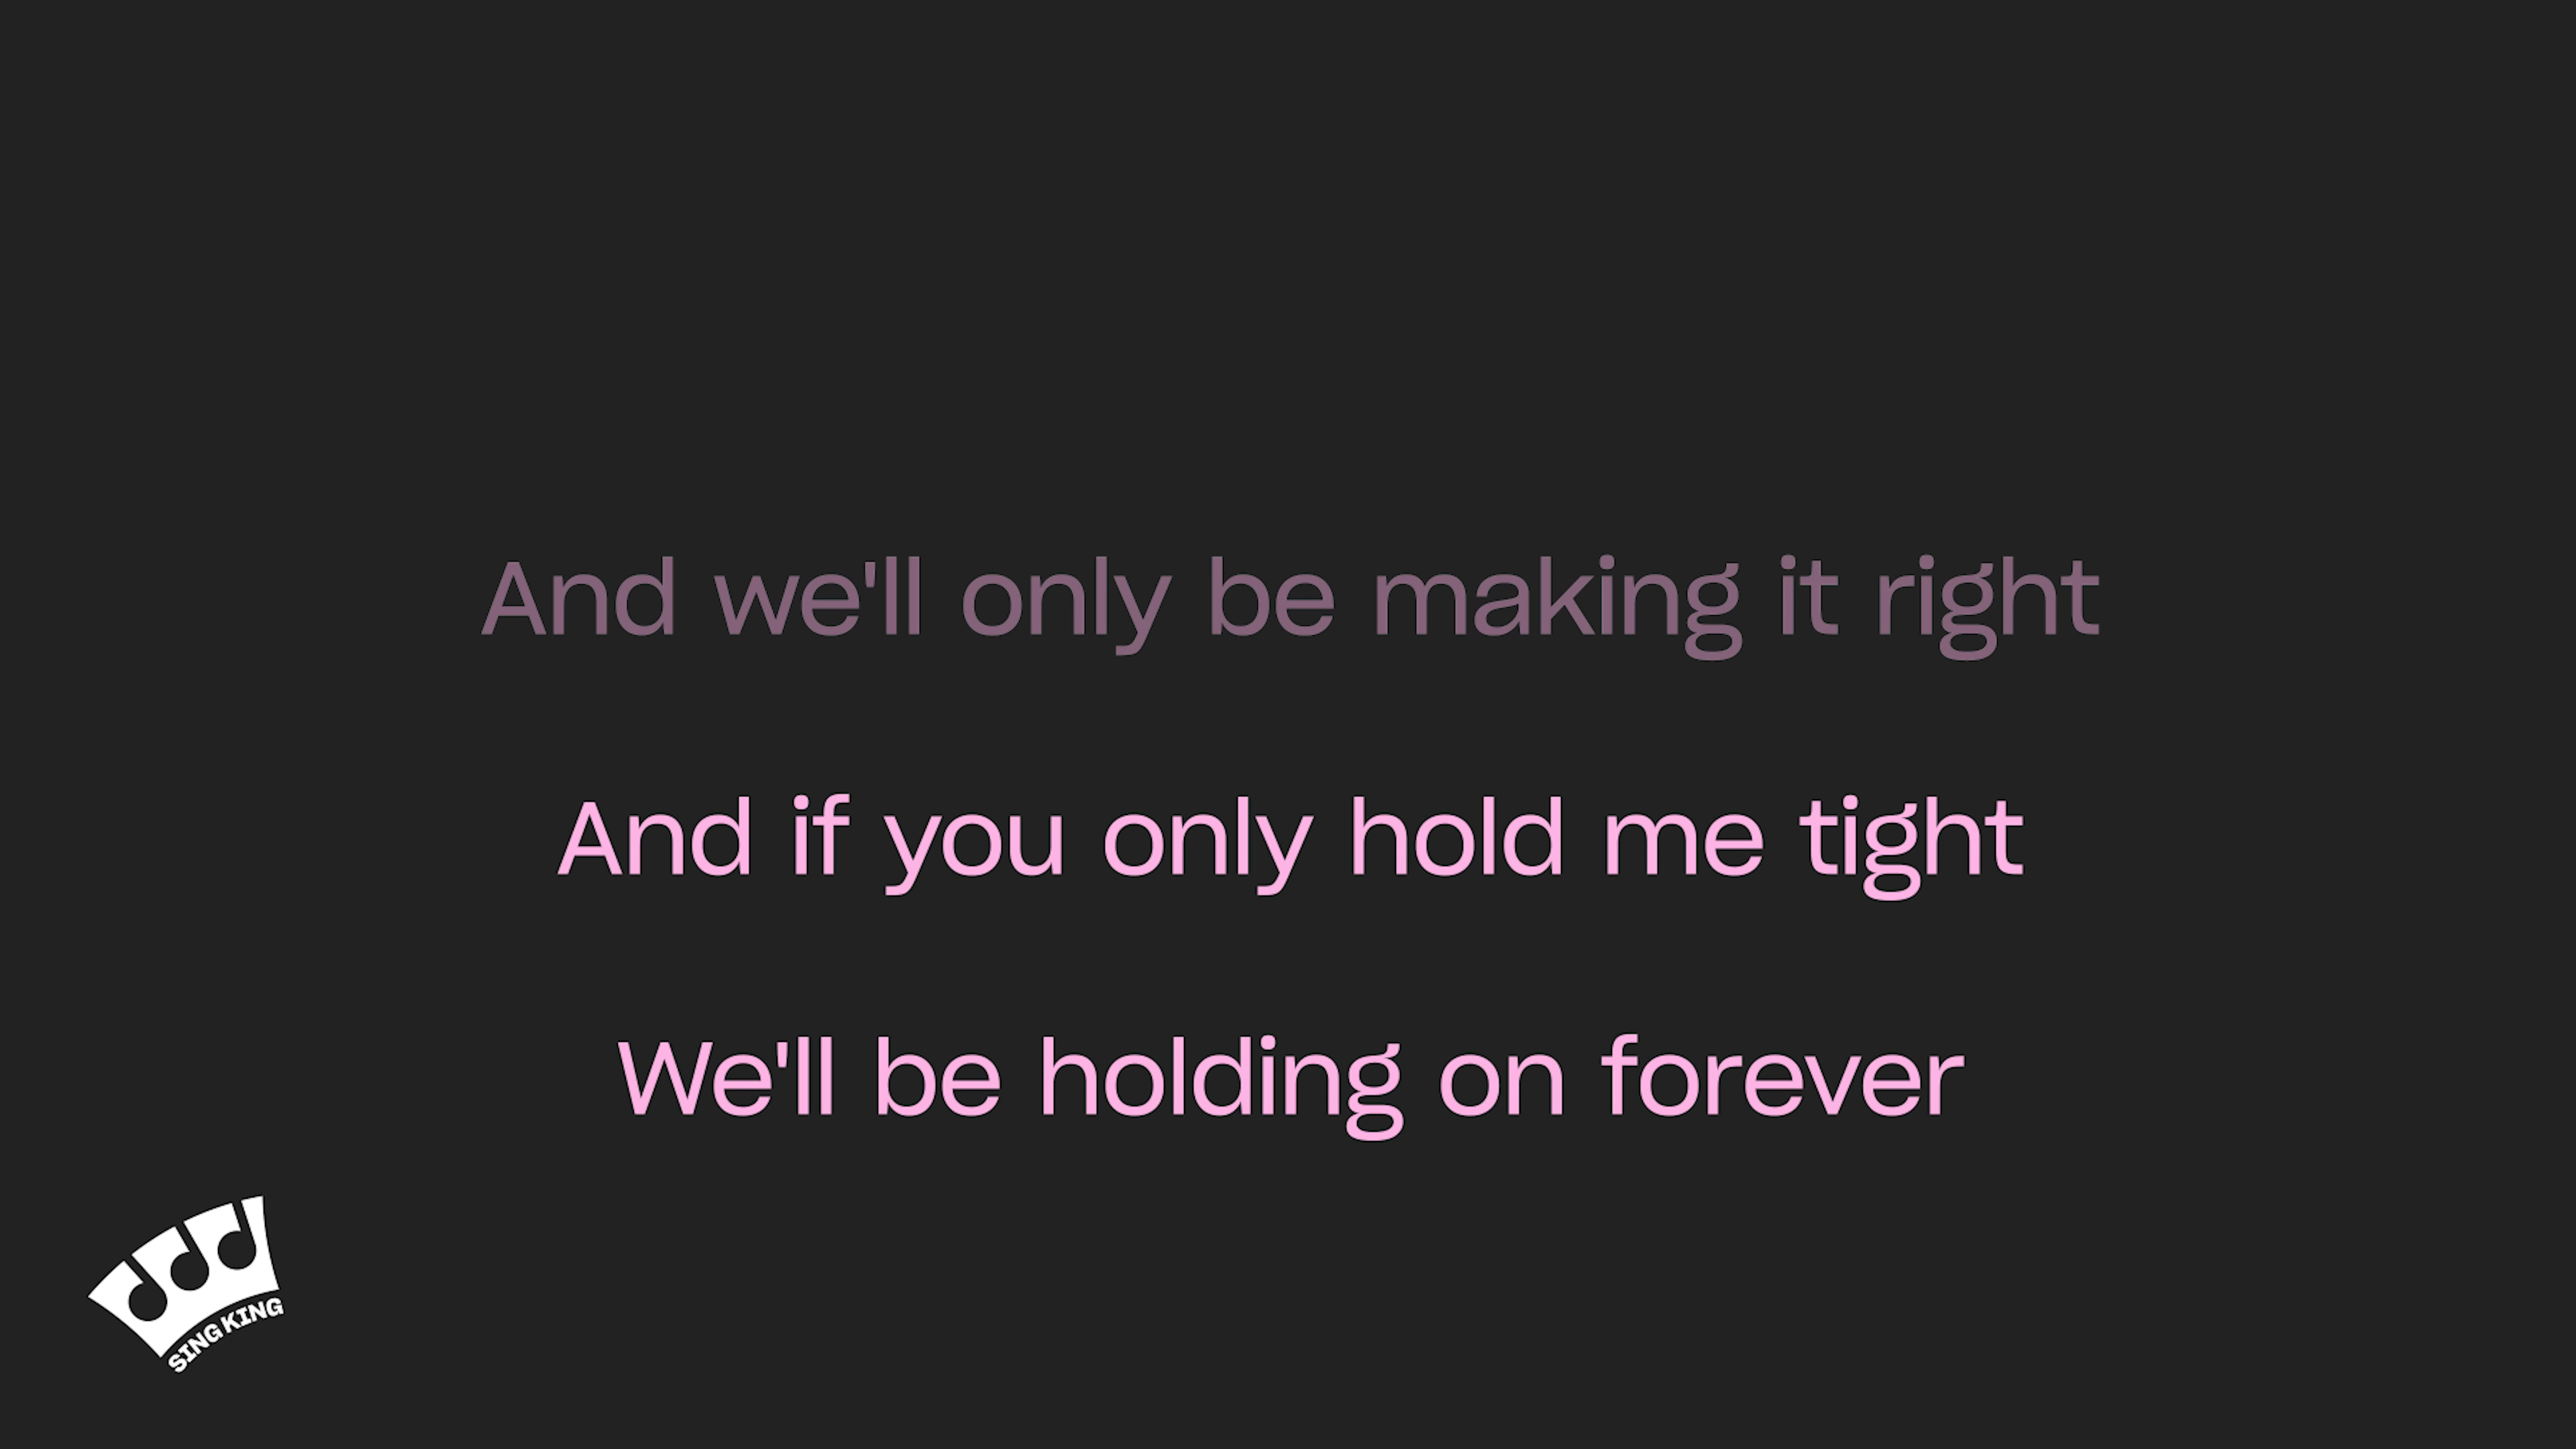 And we'll only be making it right
And if you only hold me tight
We'll be holding on forever
SING KING